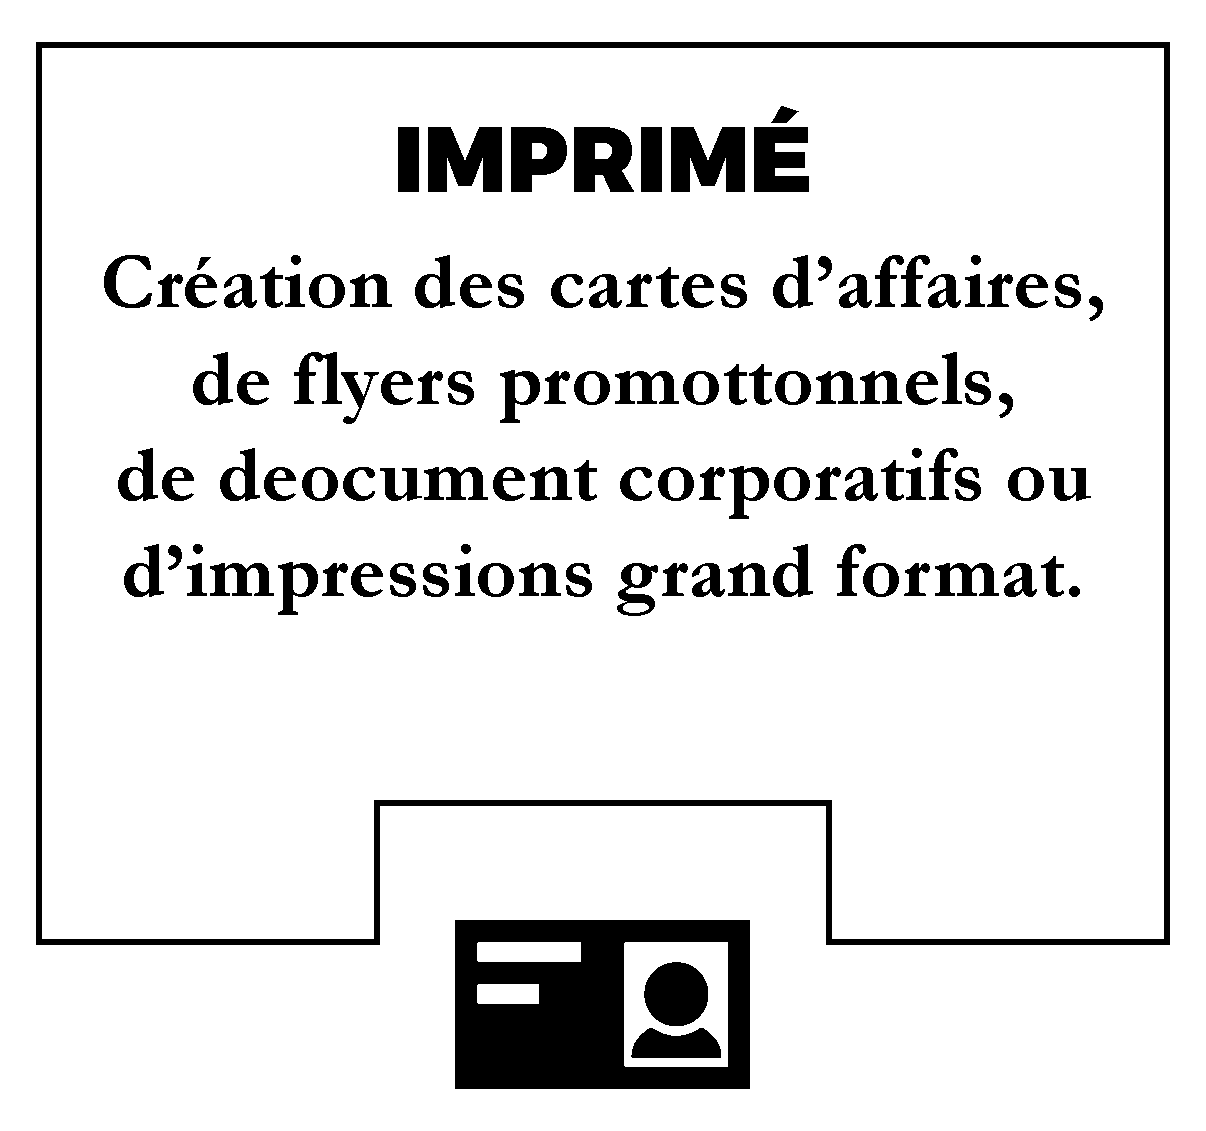 IMPRIMÉ
Création des cartes d’affaires,
de flyers promottonnels,
de deocument corporatifs ou
d’impressions grand format.